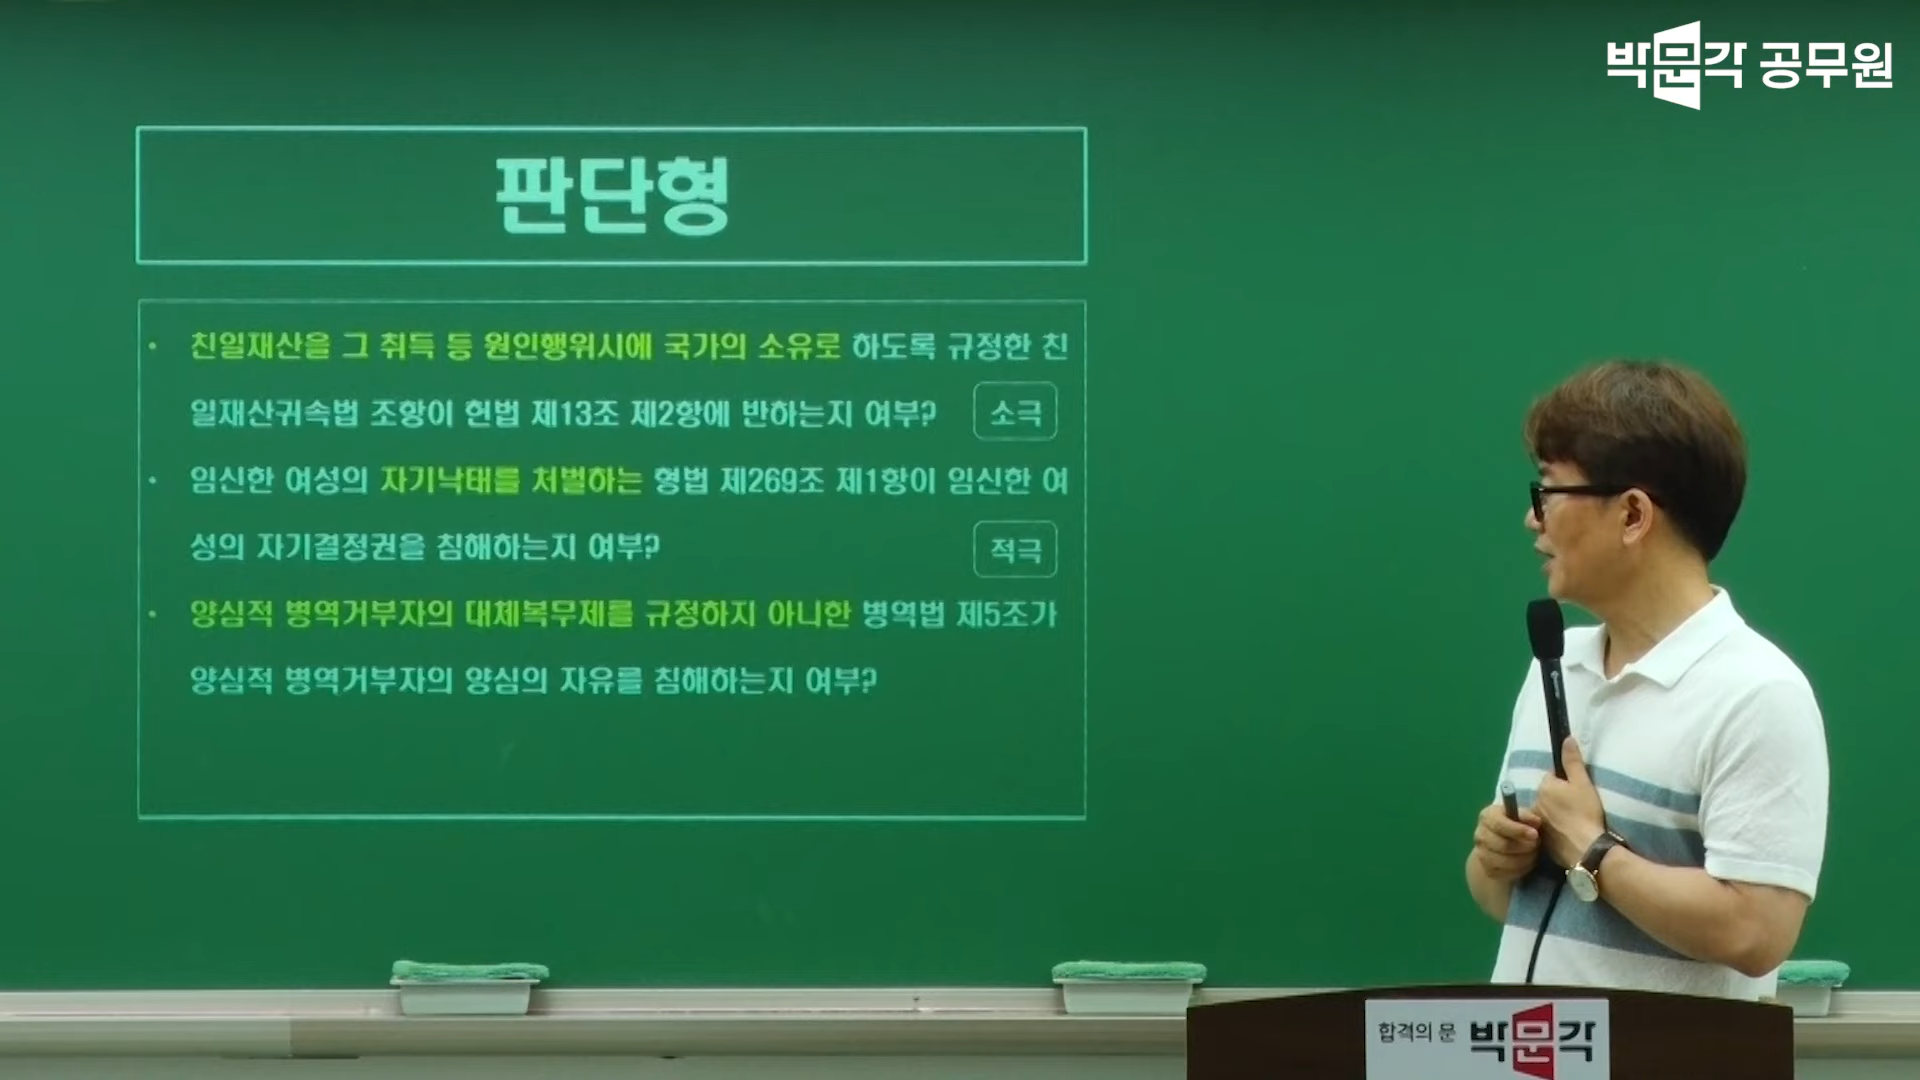 박문각 공무원
판단형
• 친일재산을 그 취득 등 원인행위시에 국가의 소유로 하도록 규정한 친
일재산귀속법 조항이 헌법 제13조 제2항에 반하는지 여부? 소극
• 임신한 여성의 자기낙태를 처벌하는 형법 제269조 제1항이 임신한 여
성의 자기결정권을 침해하는지 여부? 적극
• 양심적 병역거부자의 대체복무제를 규정하지 아니한 병역법 제5조가
양심적 병역거부자의 양심의 자유를 침해하는지 여부?
합격의 문 박문각